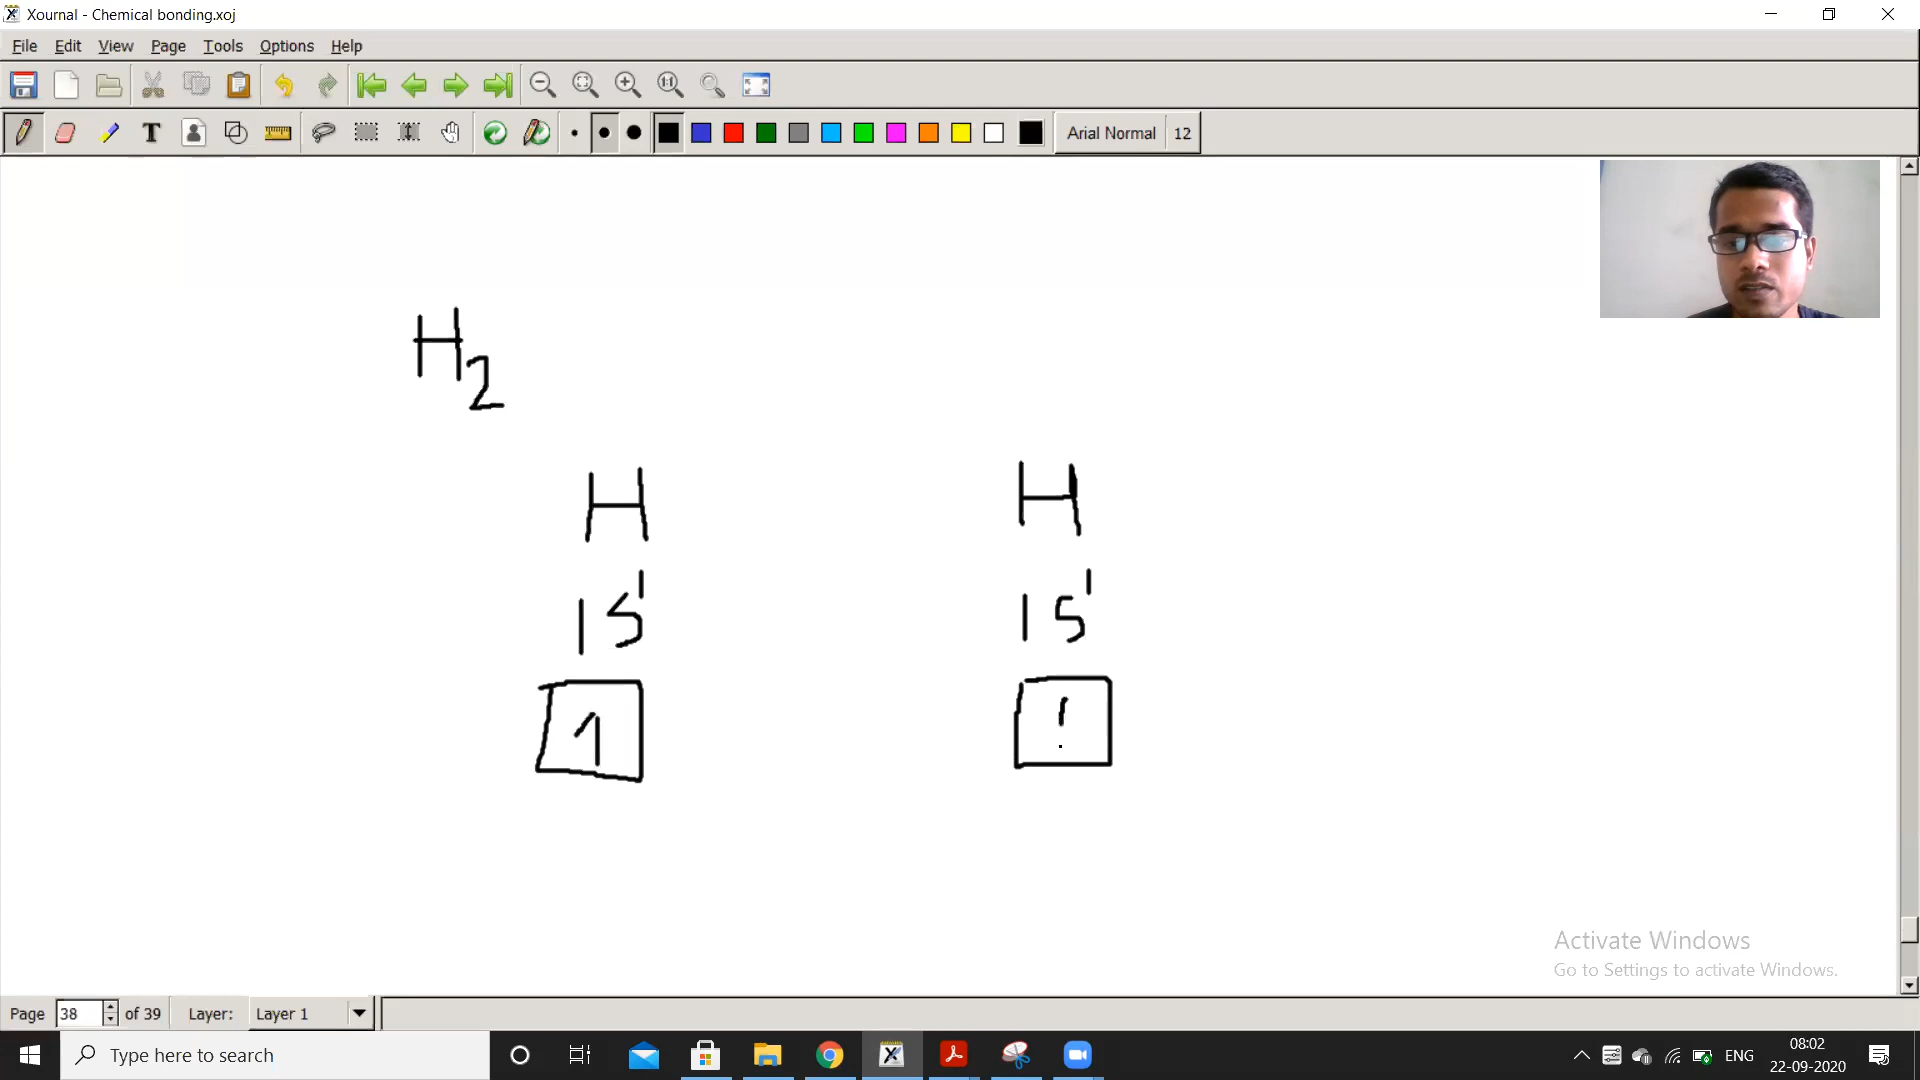 Xournal - Chemical bonding.xoj
File Edit View Page Tools Options Help
Arial Normal 12
H2
H H
1S1 1S1
1
Activate Windows
Go to Settings to activate Windows.
Page 38 of 39 Layer: Layer 1
Type here to search
ENG
08:02
22-09-2020